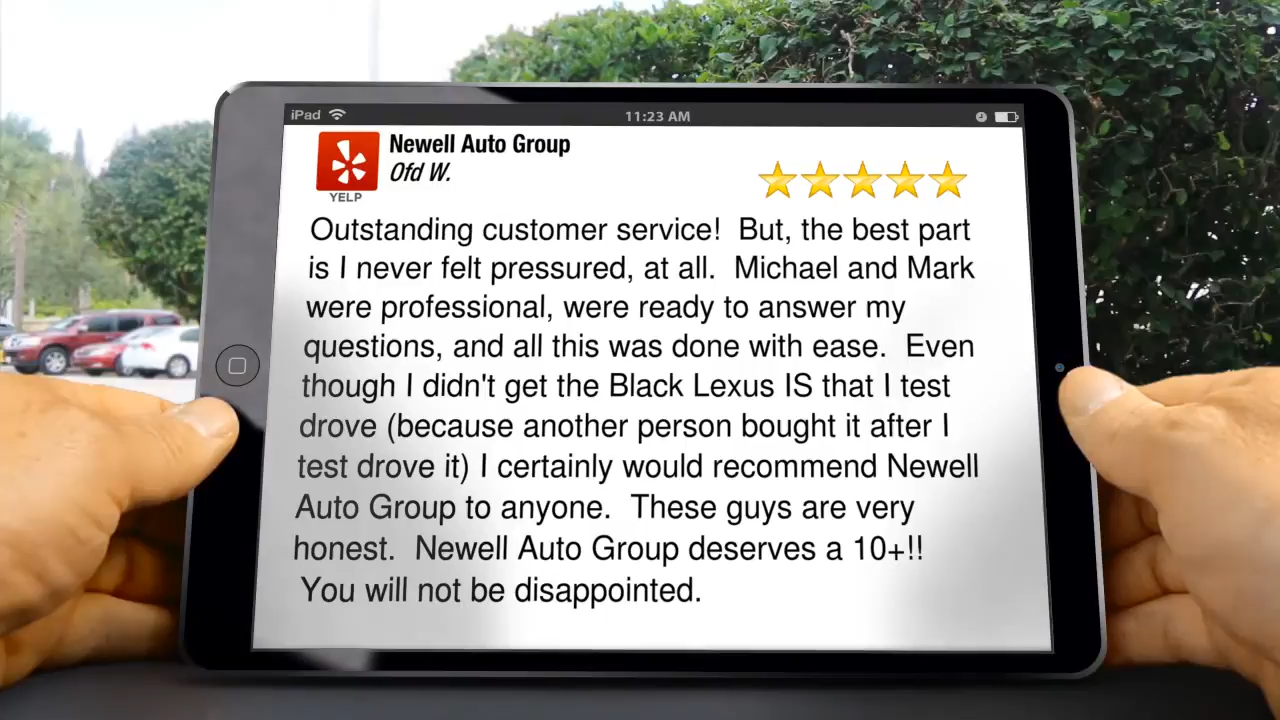 iPad
11:23 AM
Newell Auto Group
Ofd W.
YELP
Outstanding customer service!  But, the best part
is I never felt pressured, at all.  Michael and Mark
were professional, were ready to answer my
questions, and all this was done with ease.  Even
though I didn't get the Black Lexus IS that I test
drove (because another person bought it after I
test drove it) I certainly would recommend Newell
Auto Group to anyone.  These guys are very
honest.  Newell Auto Group deserves a 10+!!
You will not be disappointed.